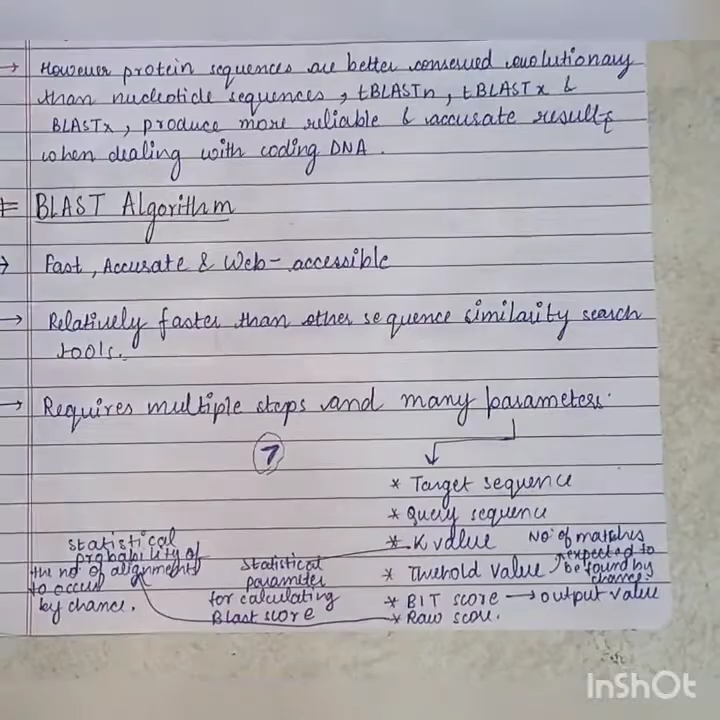 → However protein sequences are better conserved evolutionary
than nucleotide sequences, tBLASTn, tBLASTx &
BLASTx, produce more reliable & accurate results
when dealing with coding DNA.
BLAST Algorithm
→ Fast, Accurate & Web-accessible
→ Relatively faster than other sequence similarity search
tools.
→ Requires multiple steps and many parameters.
7
* Target sequence
* Query sequence
* K value
Statistical
parameter
for calculating
Blast score
* Threhold value
No. of matches
expected to
be found by
chance.
* BIT score → output value
* Raw score.
Statistical
probability of
the no of alignments
to occur
by chance.
InShOt